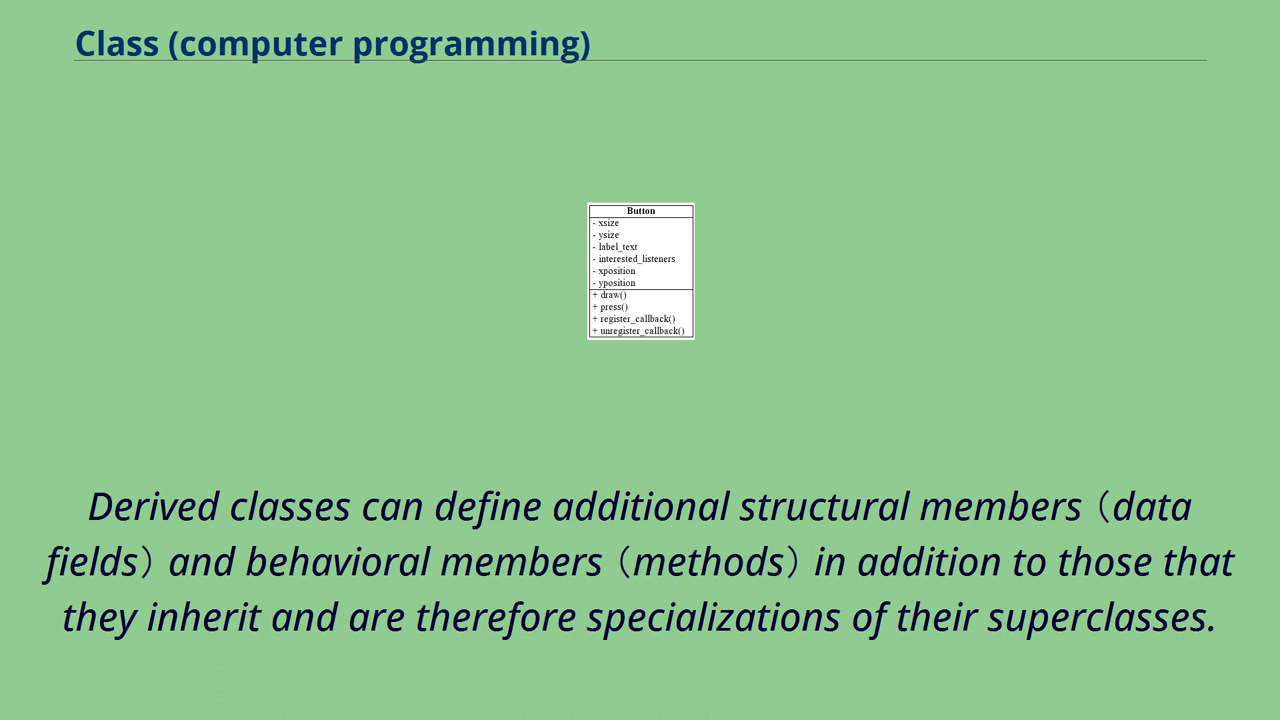 Class (computer programming)
Button
- xsize
- ysize
- label_text
- interested_listeners
- xposition
- yposition
+ draw()
+ press()
+ register_callback()
+ unregister_callback()
Derived classes can define additional structural members（data
fields）and behavioral members（methods）in addition to those that
they inherit and are therefore specializations of their superclasses.